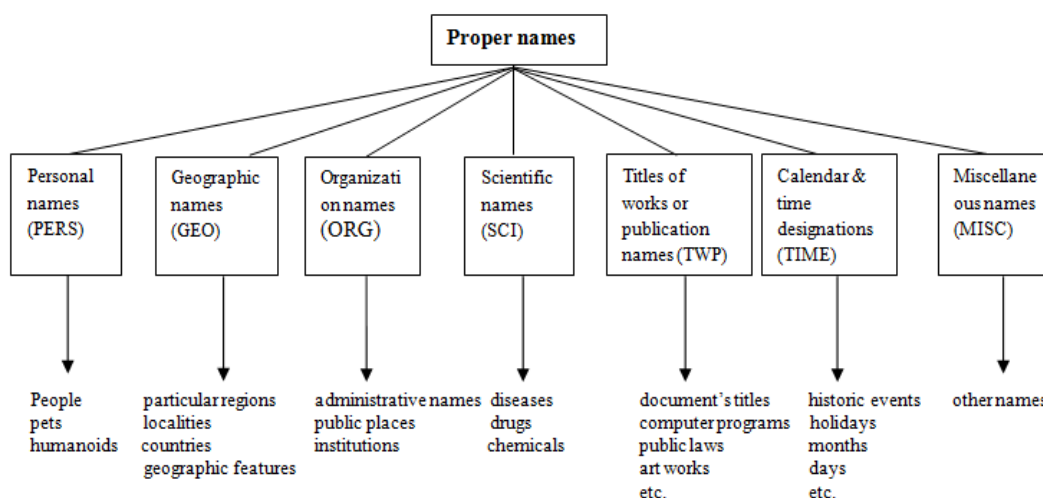 Proper names
Personal
names
(PERS)
Geographic
names
(GEO)
Organizati
on names
(ORG)
Scientific
names
(SCI)
Titles of
works or
publication
names (TWP)
Calendar &
time
designations
(TIME)
Miscellane
ous names
(MISC)
People
pets
humanoids
particular regions
localities
countries
geographic features
administrative names
public places
institutions
diseases
drugs
chemicals
document's titles
computer programs
public laws
art works
etc.
historic events
holidays
months
days
etc.
other names